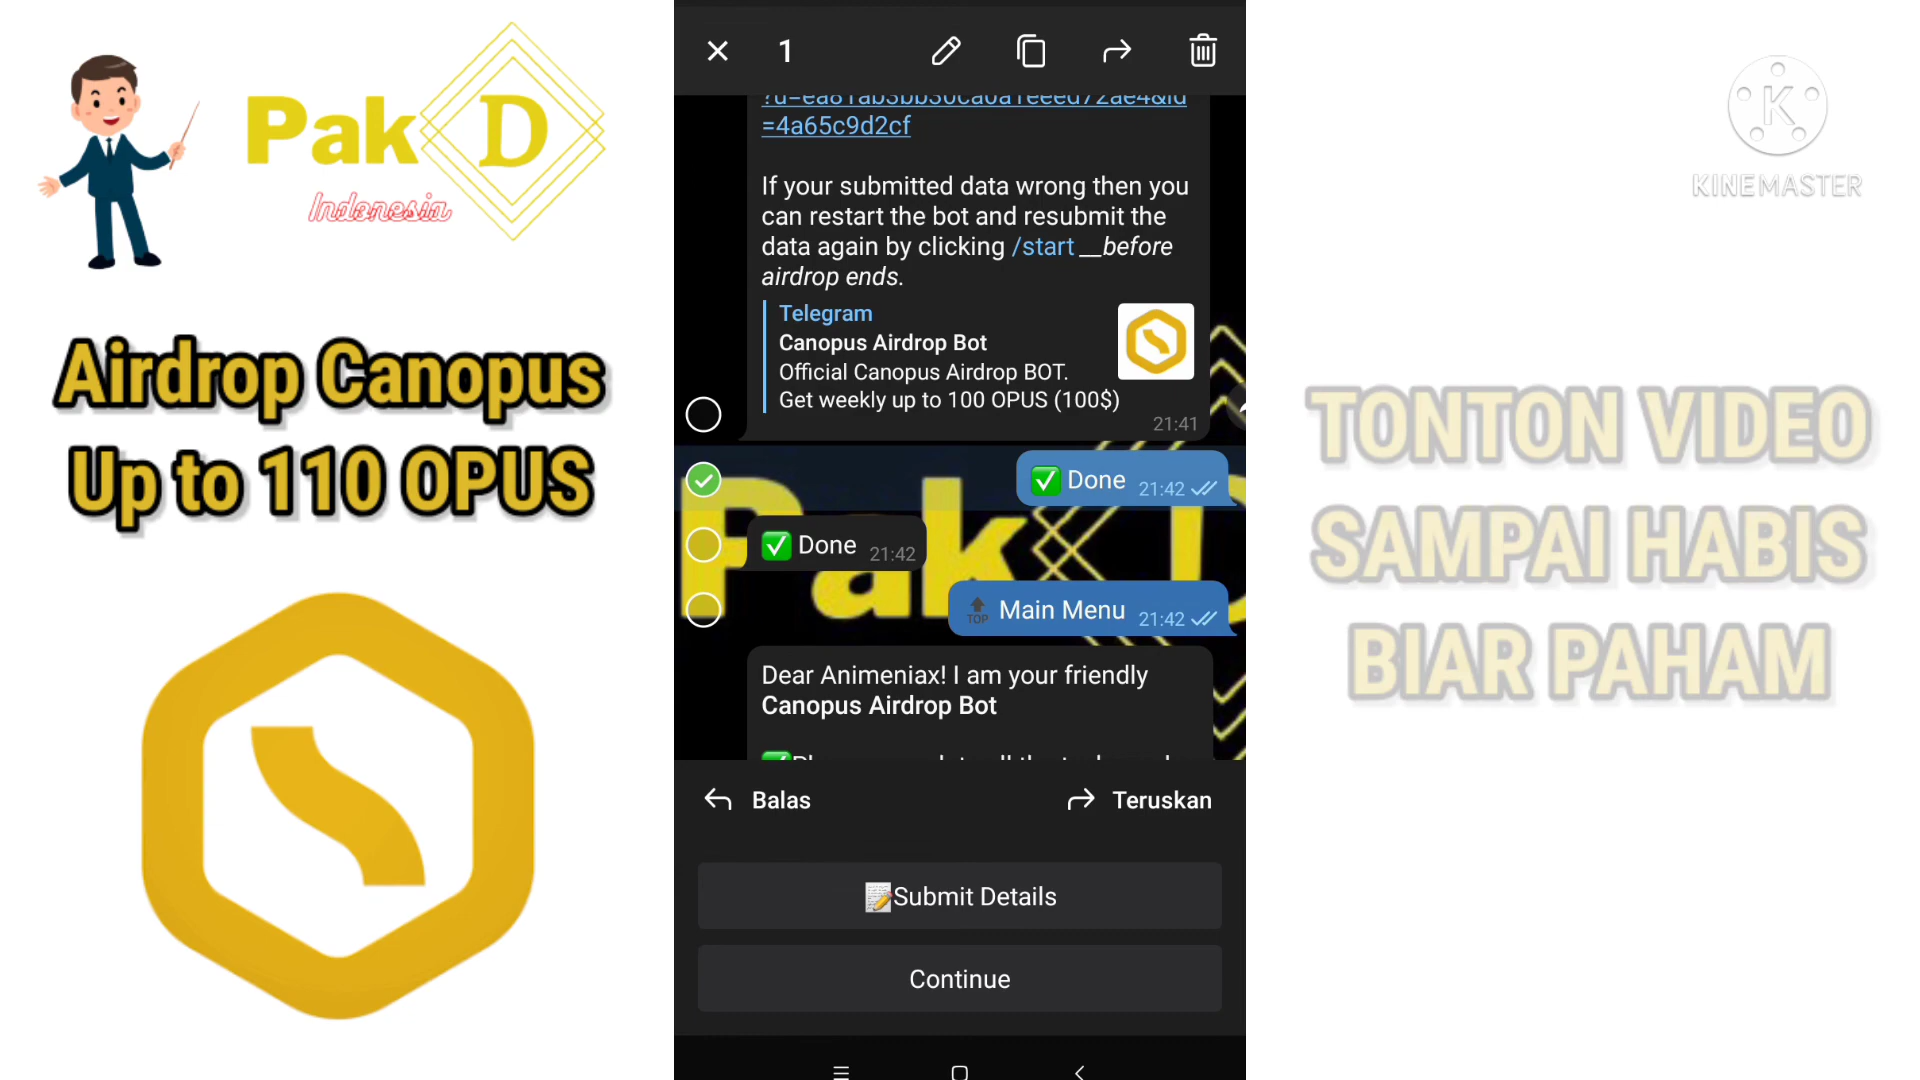 Pak D
Indonesia
Airdrop Canopus
Up to 110 OPUS
1
?u=ea81ab3bb30ca0a1eeed72ae4&id
=4a65c9d2cf
If your submitted data wrong then you
can restart the bot and resubmit the
data again by clicking /start __before
airdrop ends.
Telegram
Canopus Airdrop Bot
Official Canopus Airdrop BOT.
Get weekly up to 100 OPUS (100$)
21:41
✅ Done 21:42
✅ Done 21:42
Pak D
TOP Main Menu 21:42
Dear Animeniax! I am your friendly
Canopus Airdrop Bot
Balas
Teruskan
Submit Details
Continue
K
KINEMASTER
TONTON VIDEO
SAMPAI HABIS
BIAR PAHAM